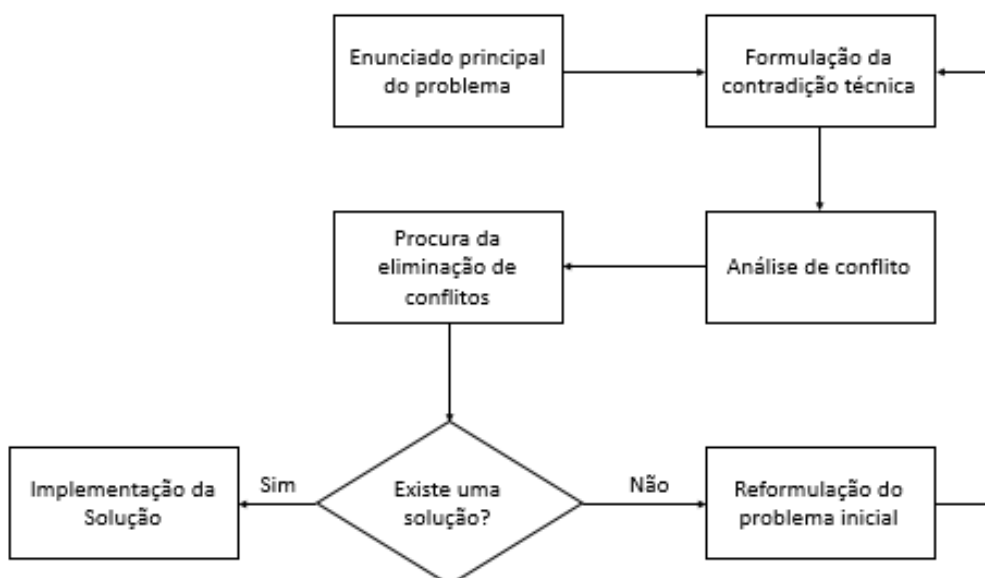 Enunciado principal
do problema
Formulação da
contradição técnica
Procura da
eliminação de
conflitos
Análise de conflito
Implementação da
Solução
Sim
Existe uma
solução?
Não
Reformulação do
problema inicial